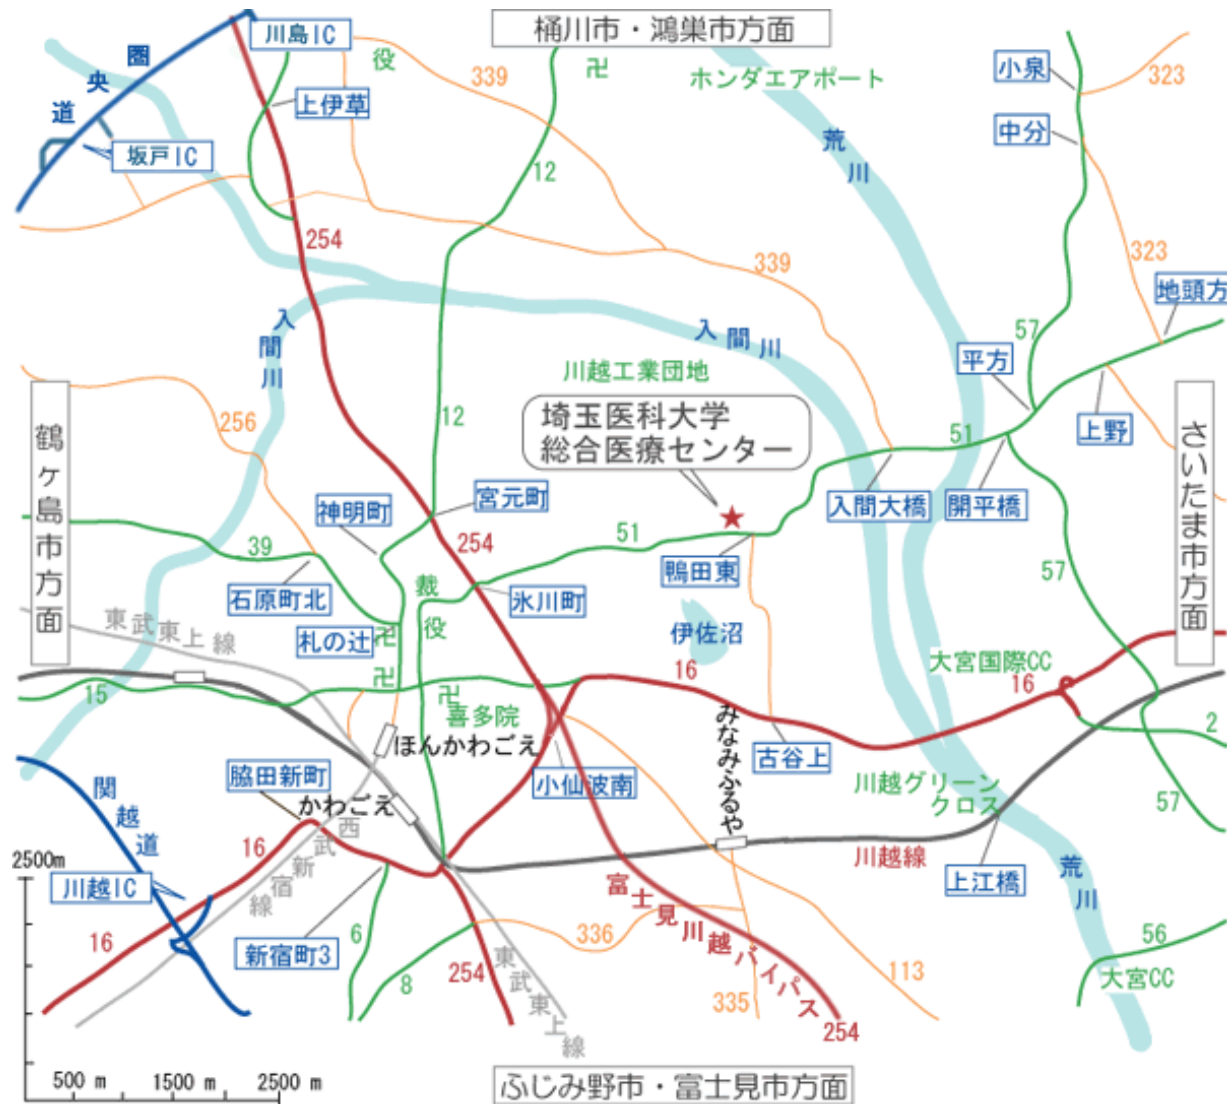 桶川市・鴻巣市方面
川島IC
役
339
卍
ホンダエアポート
小泉
323
圏央道
上伊草
中分
坂戸IC
12
荒川
254
339
323
地頭方
入間川
入間川
57
平方
川越工業団地
256
12
埼玉医科大学
総合医療センター
51
上野
鶴ヶ島市方面
さいたま市方面
神明町
宮元町
入間大橋
開平橋
39
254
51
57
石原町北
裁
氷川町
鴨田東
東武東上線
札の辻
卍
役
伊佐沼
大宮国際CC
15
卍
卍
16
16
喜多院
2
ほんかわごえ
みなみふるや
古谷上
脇田新町
小仙波南
川越グリーン
クロス
57
関越道
かわごえ
西武新宿線
16
川越線
2500m
川越IC
上江橋
荒川
富士見川越バイパス
16
新宿町3
6
8
254
336
335
113
56
東武東上線
大宮CC
254
500 m
1500 m
2500 m
ふじみ野市・富士見市方面